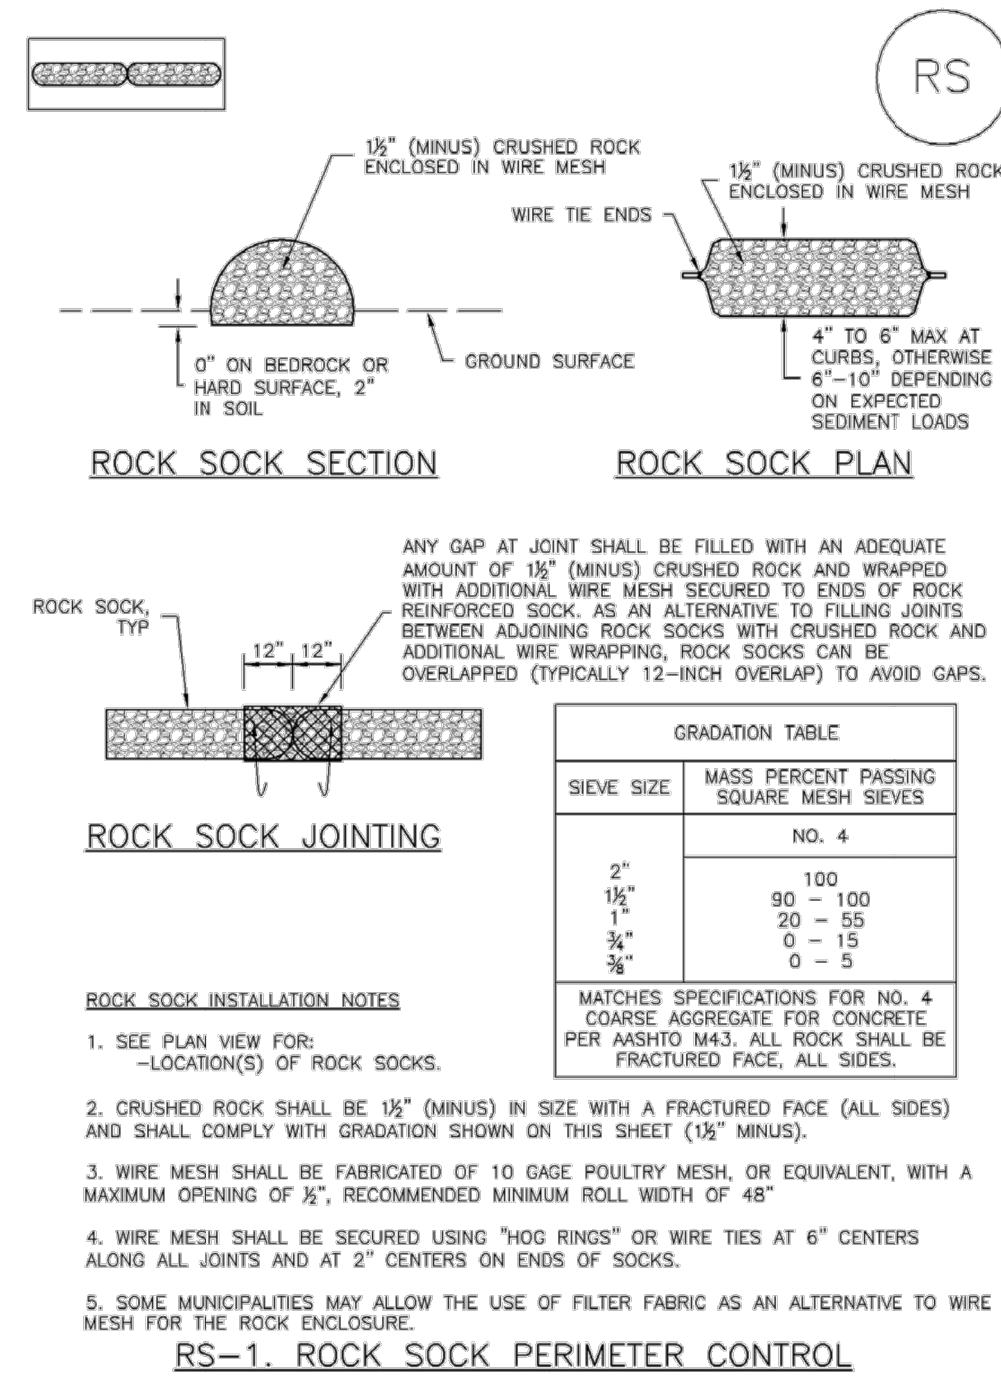 RS
1½" (MINUS) CRUSHED ROCK
ENCLOSED IN WIRE MESH
GROUND SURFACE
0" ON BEDROCK OR
HARD SURFACE, 2"
IN SOIL
ROCK SOCK SECTION
1½" (MINUS) CRUSHED ROCK
ENCLOSED IN WIRE MESH
WIRE TIE ENDS
4" TO 6" MAX AT
CURBS, OTHERWISE
6"-10" DEPENDING
ON EXPECTED
SEDIMENT LOADS
ROCK SOCK PLAN
ANY GAP AT JOINT SHALL BE FILLED WITH AN ADEQUATE
AMOUNT OF 1½" (MINUS) CRUSHED ROCK AND WRAPPED
WITH ADDITIONAL WIRE MESH SECURED TO ENDS OF ROCK
REINFORCED SOCK. AS AN ALTERNATIVE TO FILLING JOINTS
BETWEEN ADJOINING ROCK SOCKS WITH CRUSHED ROCK AND
ADDITIONAL WIRE WRAPPING, ROCK SOCKS CAN BE
OVERLAPPED (TYPICALLY 12-INCH OVERLAP) TO AVOID GAPS.
ROCK SOCK,
TYP
12" 12"
ROCK SOCK JOINTING
GRADATION TABLE
SIEVE SIZE MASS PERCENT PASSING
SQUARE MESH SIEVES
NO. 4
2" 100
1½" 90 - 100
1" 20 - 55
¾" 0 - 15
⅜" 0 - 5
MATCHES SPECIFICATIONS FOR NO. 4
COARSE AGGREGATE FOR CONCRETE
PER AASHTO M43. ALL ROCK SHALL BE
FRACTURED FACE, ALL SIDES.
ROCK SOCK INSTALLATION NOTES
1. SEE PLAN VIEW FOR:
-LOCATION(S) OF ROCK SOCKS.
2. CRUSHED ROCK SHALL BE 1½" (MINUS) IN SIZE WITH A FRACTURED FACE (ALL SIDES)
AND SHALL COMPLY WITH GRADATION SHOWN ON THIS SHEET (1½" MINUS).
3. WIRE MESH SHALL BE FABRICATED OF 10 GAGE POULTRY MESH, OR EQUIVALENT, WITH A
MAXIMUM OPENING OF ½", RECOMMENDED MINIMUM ROLL WIDTH OF 48"
4. WIRE MESH SHALL BE SECURED USING "HOG RINGS" OR WIRE TIES AT 6" CENTERS
ALONG ALL JOINTS AND AT 2" CENTERS ON ENDS OF SOCKS.
5. SOME MUNICIPALITIES MAY ALLOW THE USE OF FILTER FABRIC AS AN ALTERNATIVE TO WIRE
MESH FOR THE ROCK ENCLOSURE.
RS-1. ROCK SOCK PERIMETER CONTROL